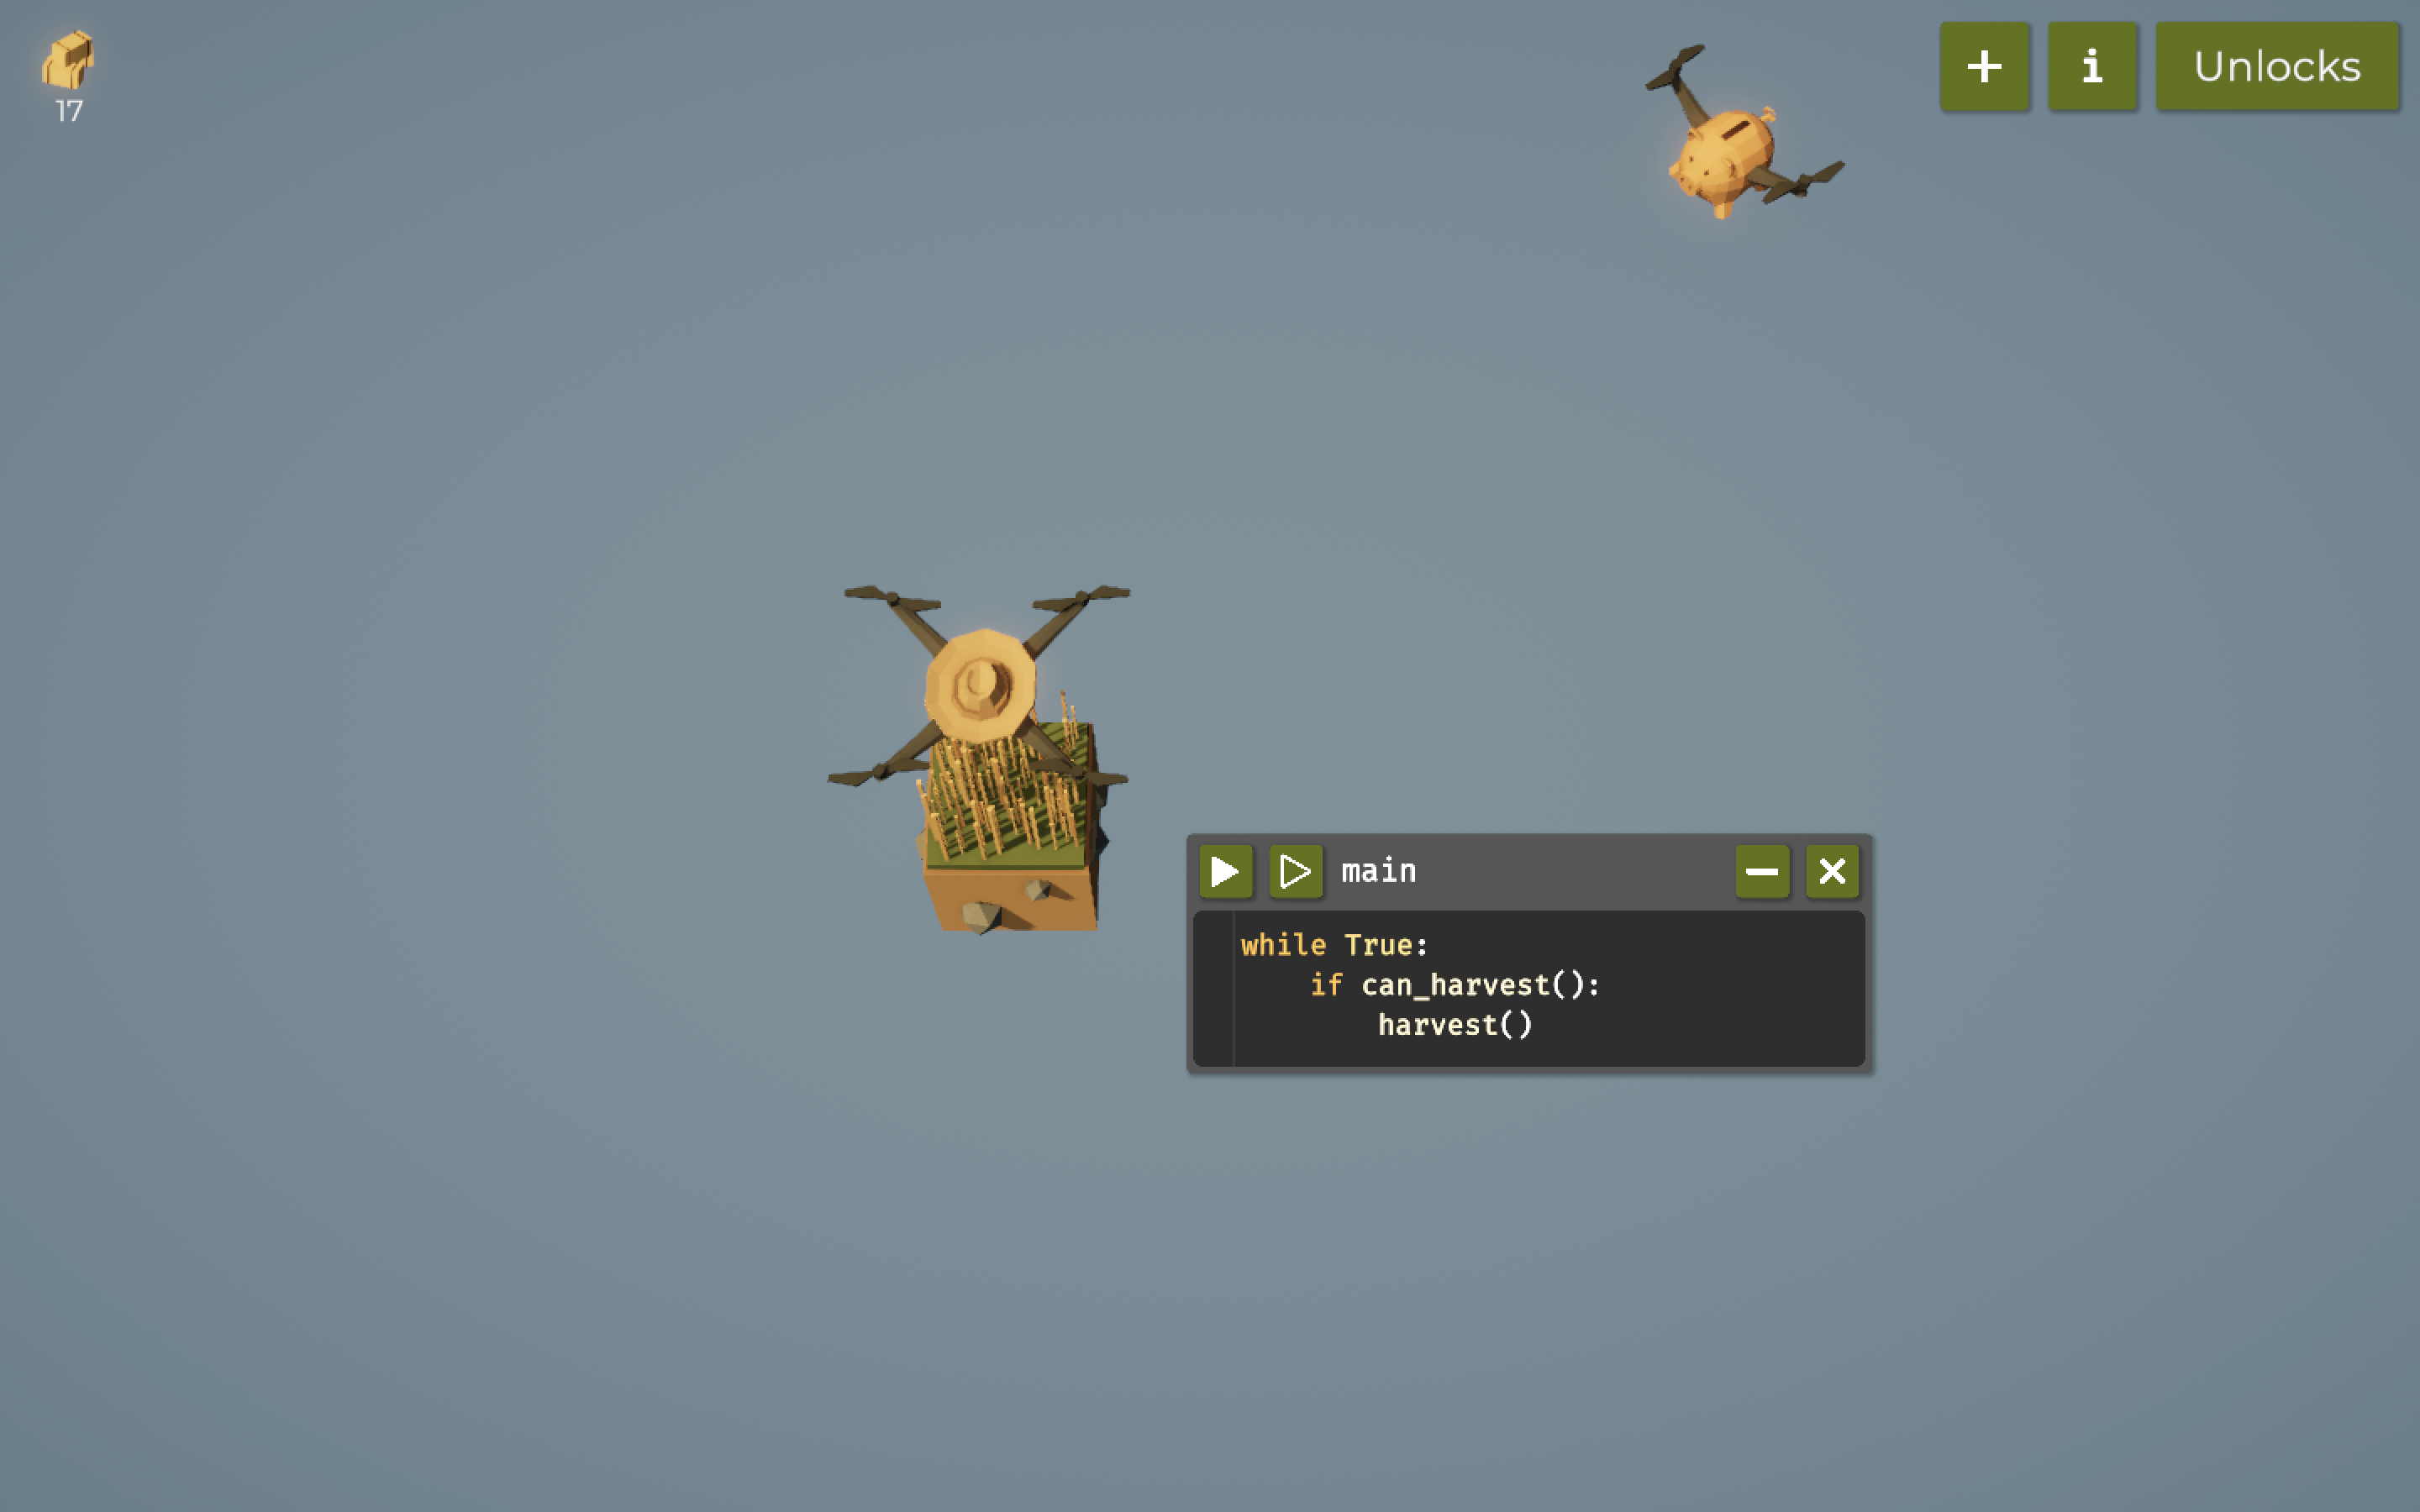 17
+
i
Unlocks
main
while True:
    if can_harvest():
        harvest()